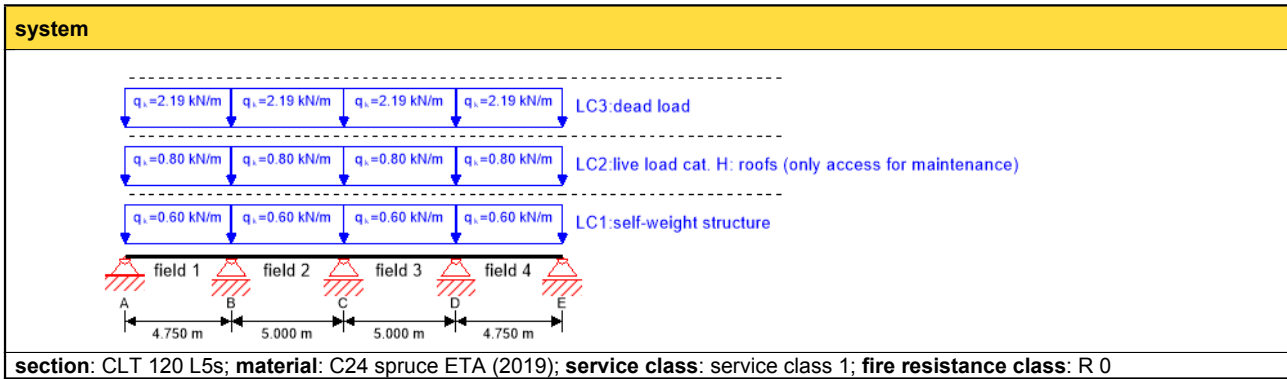 system
qₖ=2.19 kN/m qₖ=2.19 kN/m qₖ=2.19 kN/m qₖ=2.19 kN/m LC3:dead load
qₖ=0.80 kN/m qₖ=0.80 kN/m qₖ=0.80 kN/m qₖ=0.80 kN/m LC2:live load cat. H: roofs (only access for maintenance)
qₖ=0.60 kN/m qₖ=0.60 kN/m qₖ=0.60 kN/m qₖ=0.60 kN/m LC1:self-weight structure
field 1 field 2 field 3 field 4
A B C D E
4.750 m 5.000 m 5.000 m 4.750 m
section: CLT 120 L5s; material: C24 spruce ETA (2019); service class: service class 1; fire resistance class: R 0